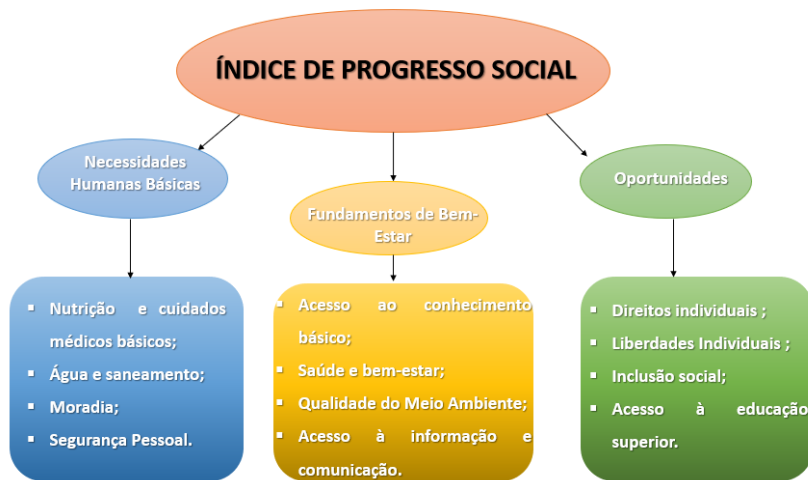 ÍNDICE DE PROGRESSO SOCIAL
Necessidades
Humanas Básicas
Fundamentos de Bem-
Estar
Oportunidades
▪ Nutrição e cuidados
médicos básicos;
▪ Água e saneamento;
▪ Moradia;
▪ Segurança Pessoal.
▪ Acesso ao conhecimento
básico;
▪ Saúde e bem-estar;
▪ Qualidade do Meio Ambiente;
▪ Acesso à informação e
comunicação.
▪ Direitos individuais ;
▪ Liberdades Individuais ;
▪ Inclusão social;
▪ Acesso à educação
superior.